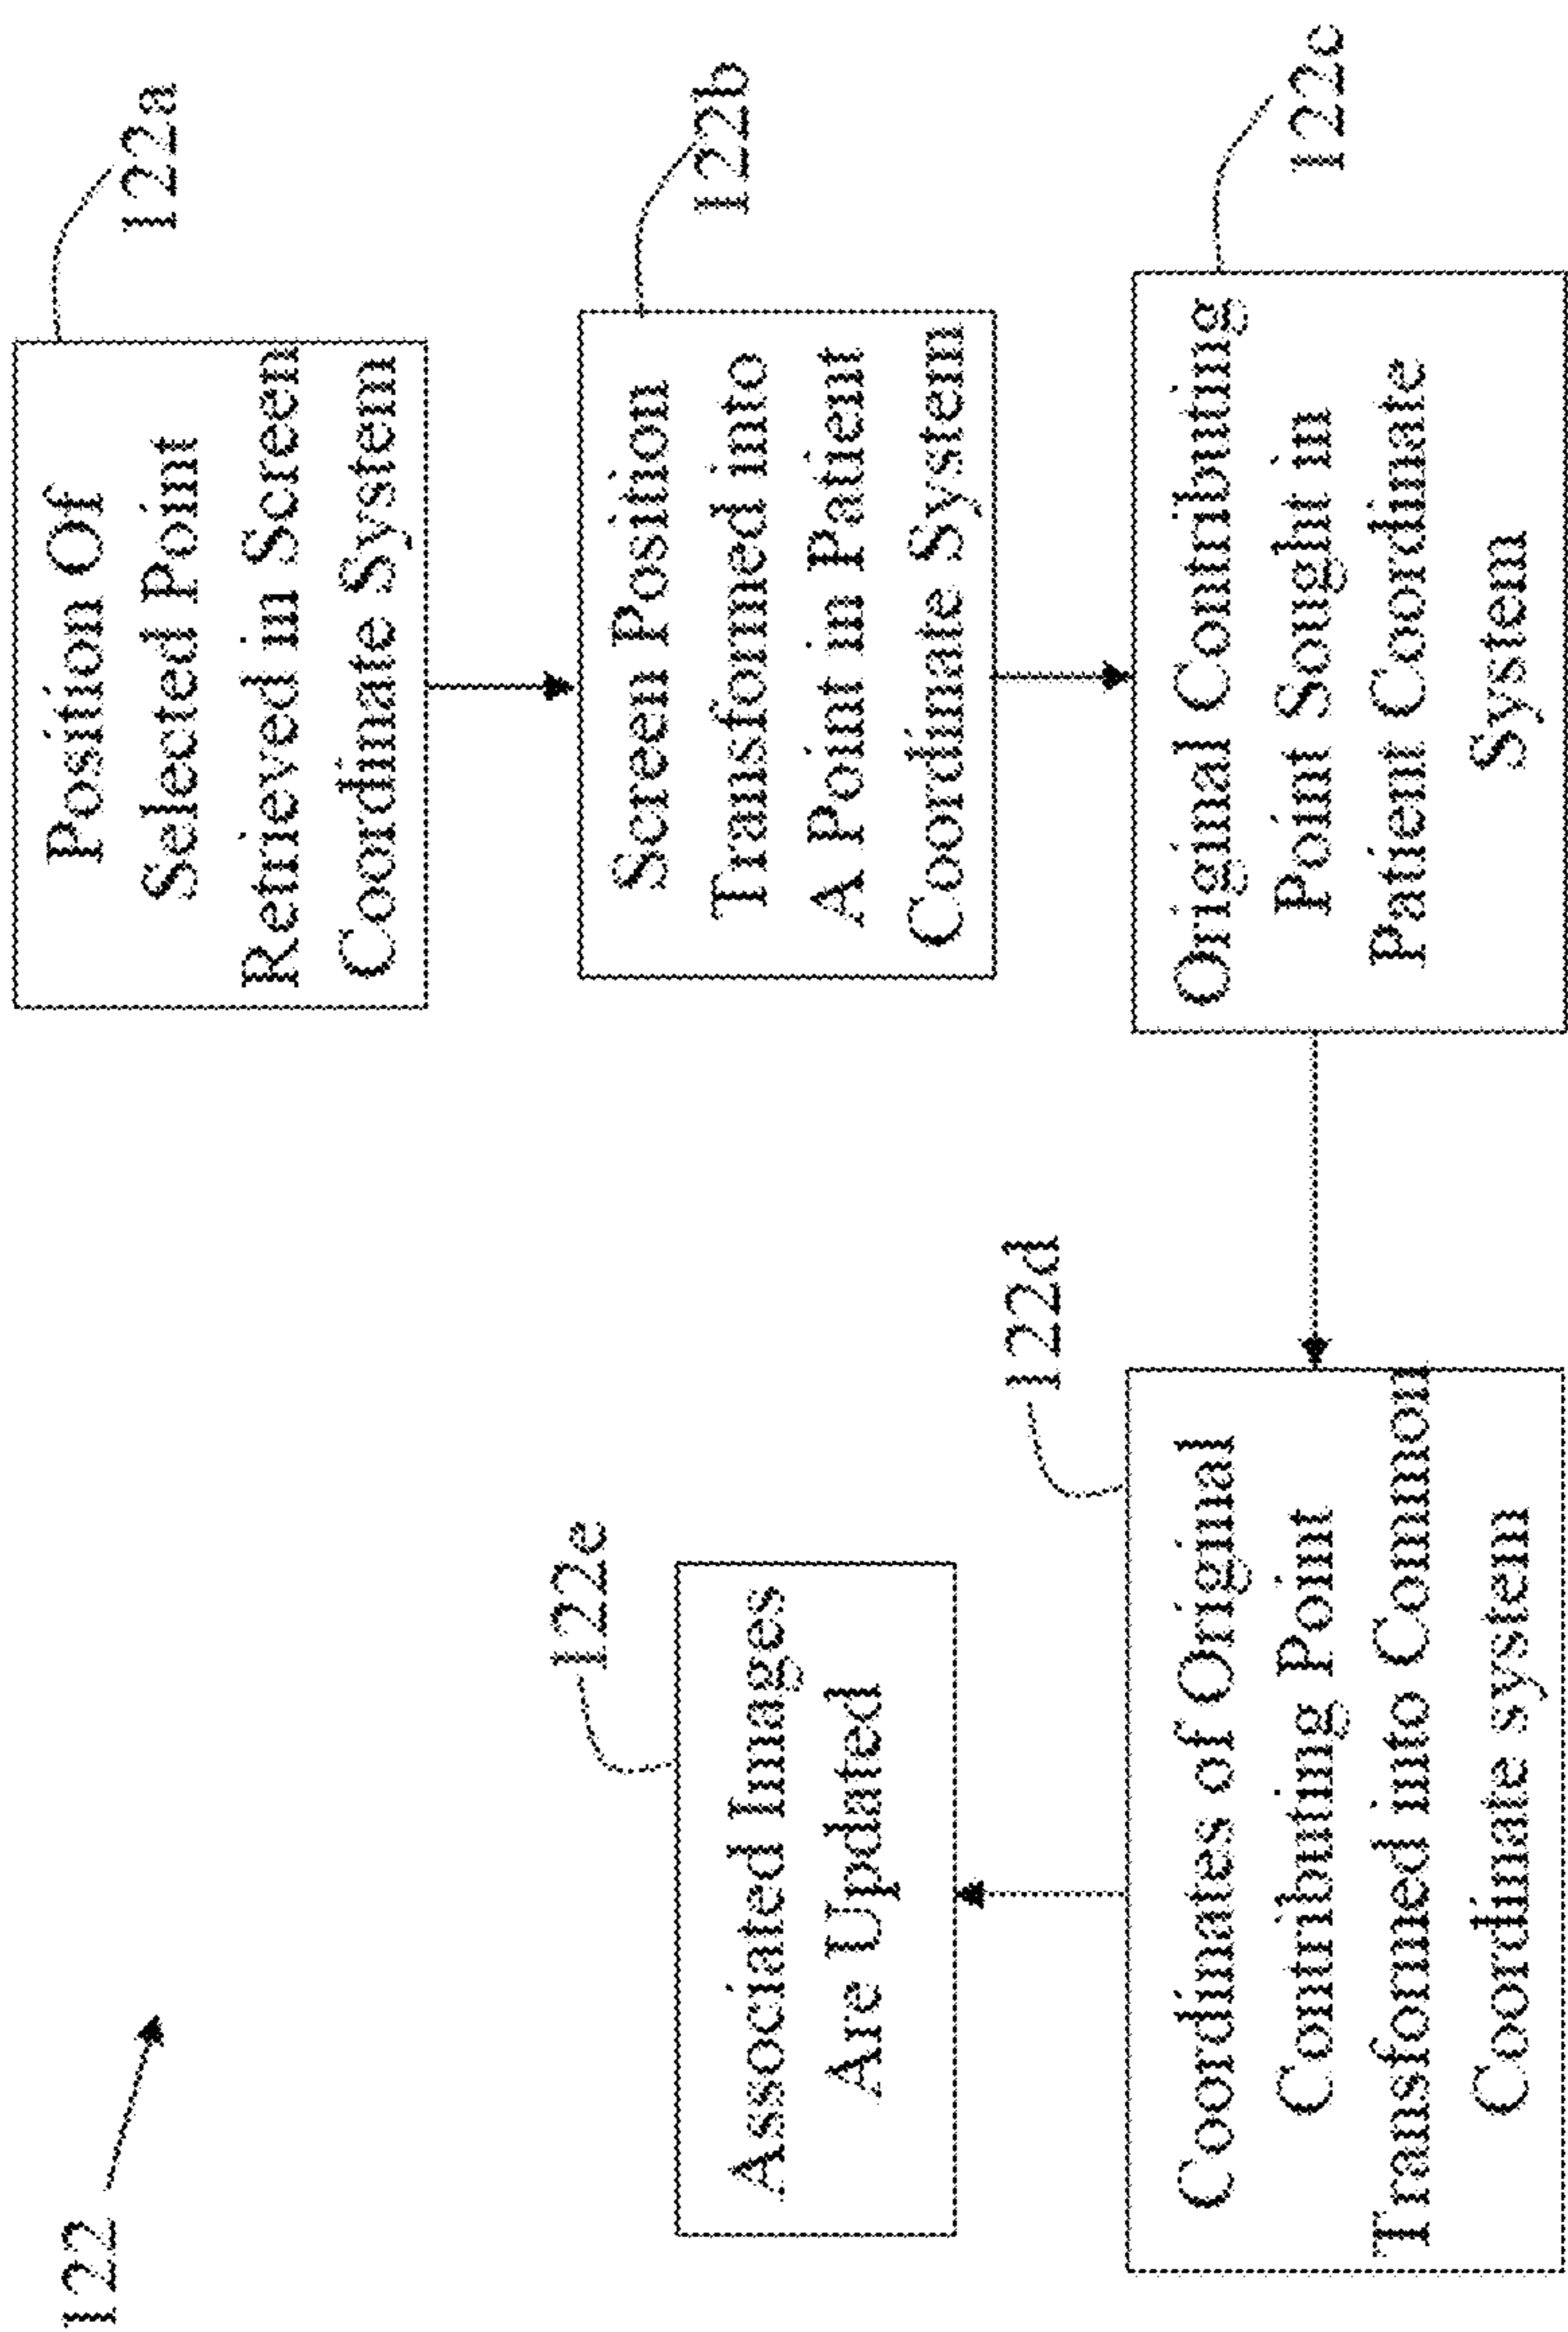 122
Position Of
Selected Point
Retrieved in Screen
Coordinate System
122a
Screen Position
Transformed into
A Point in Patient
Coordinate System
122b
Original Contributing
Point Sought in
Patient Coordinate
System
122c
Coordinates of Original
Contributing Point
Transfomed into Common
Coordinate system
122d
Associated Images
Are Updated
122e